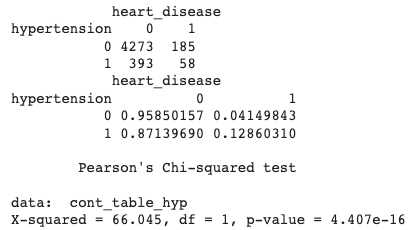 heart_disease
hypertension 0 1
0 4273 185
1 393 58
heart_disease
hypertension 0 1
0 0.95850157 0.04149843
1 0.87139690 0.12860310
Pearson's Chi-squared test
data: cont_table_hyp
X-squared = 66.045, df = 1, p-value = 4.407e-16